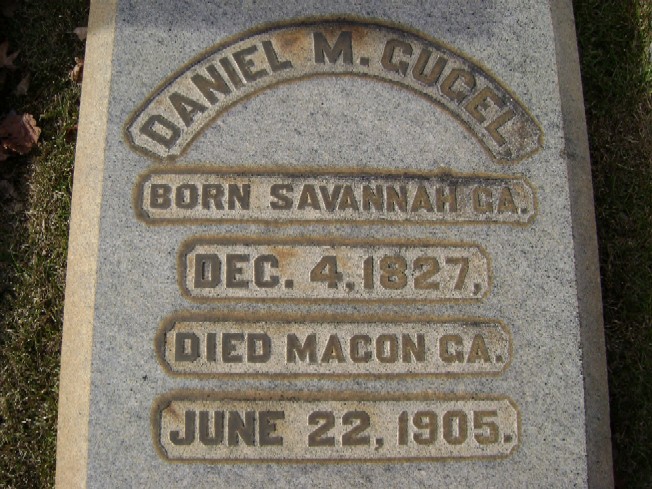 DANIEL M. GUGEL,
BORN SAVANNAH GA.
DEC. 4, 1827,
DIED MACON GA.
JUNE 22, 1905.